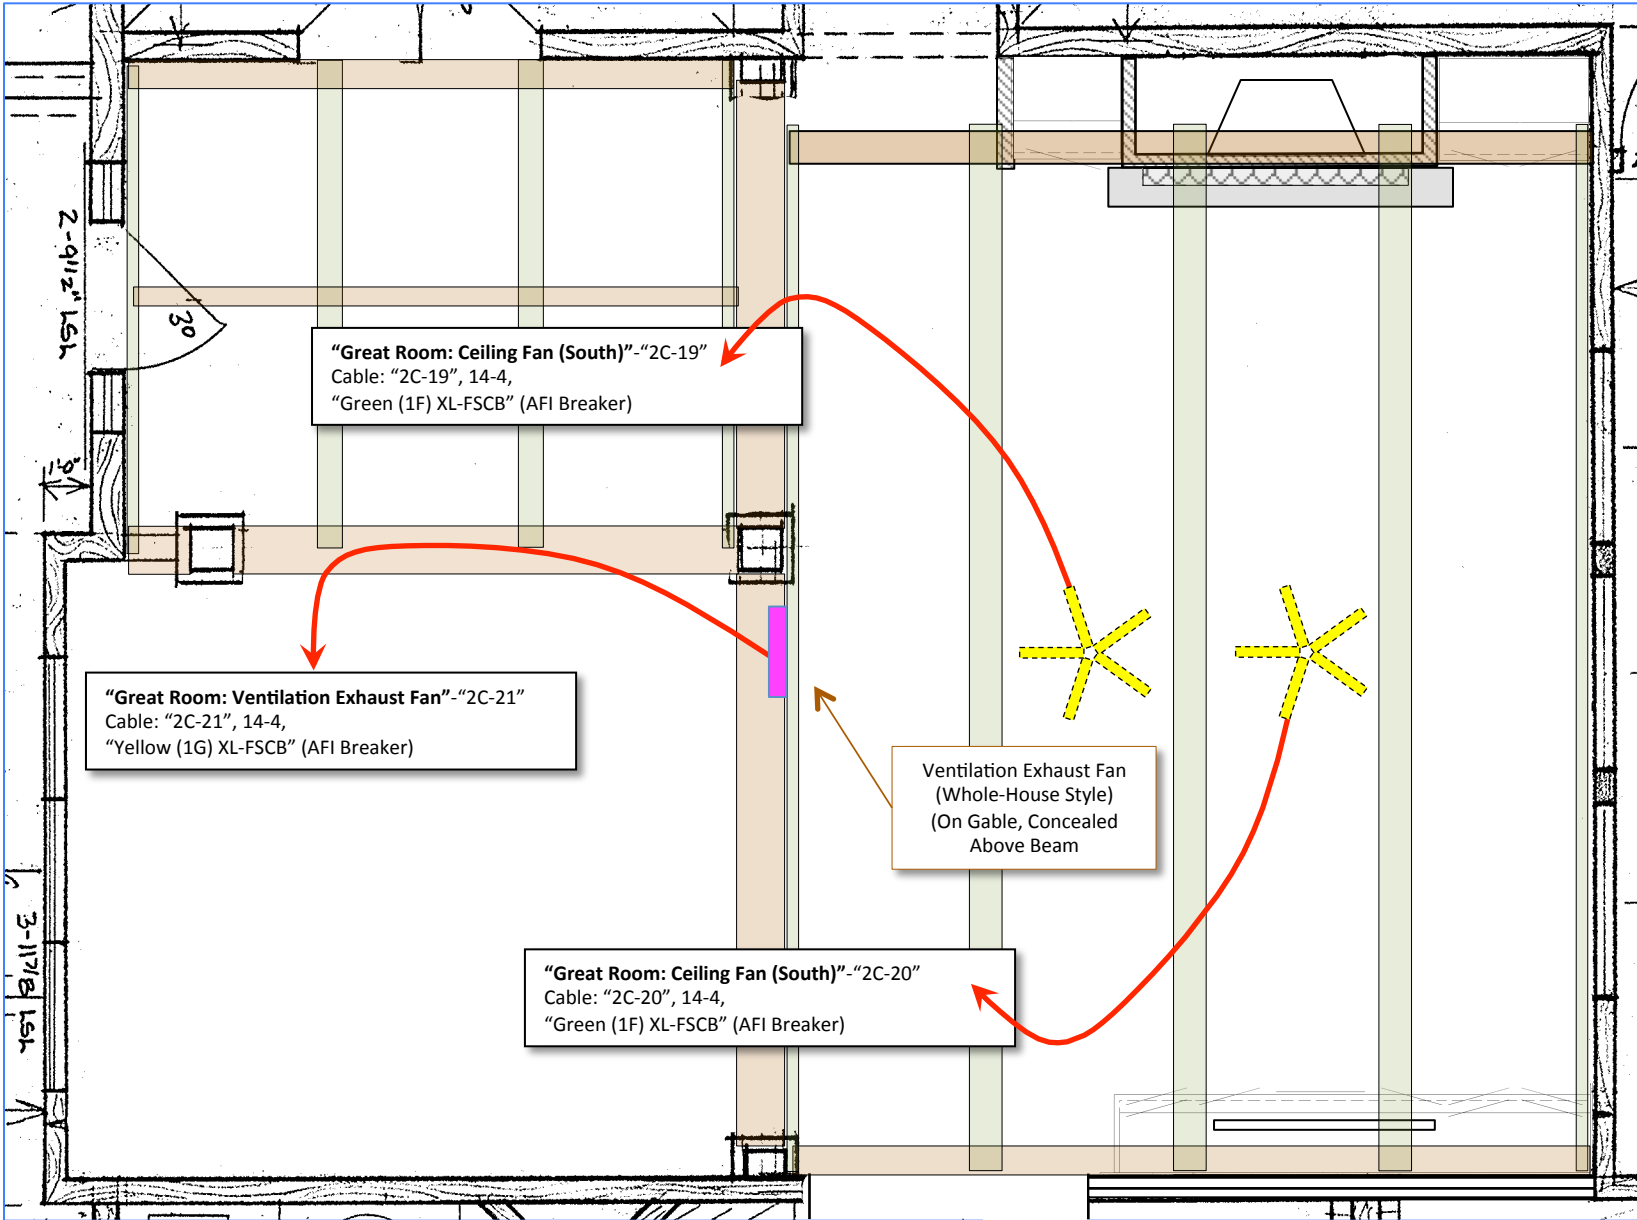 2-9112" LSL
30
“Great Room: Ceiling Fan (South)”-“2C-19”
Cable: “2C-19”, 14-4,
“Green (1F) XL-FSCB” (AFI Breaker)
“Great Room: Ventilation Exhaust Fan”-“2C-21”
Cable: “2C-21”, 14-4,
“Yellow (1G) XL-FSCB” (AFI Breaker)
Ventilation Exhaust Fan
(Whole-House Style)
(On Gable, Concealed
Above Beam
“Great Room: Ceiling Fan (South)”-“2C-20”
Cable: “2C-20”, 14-4,
“Green (1F) XL-FSCB” (AFI Breaker)